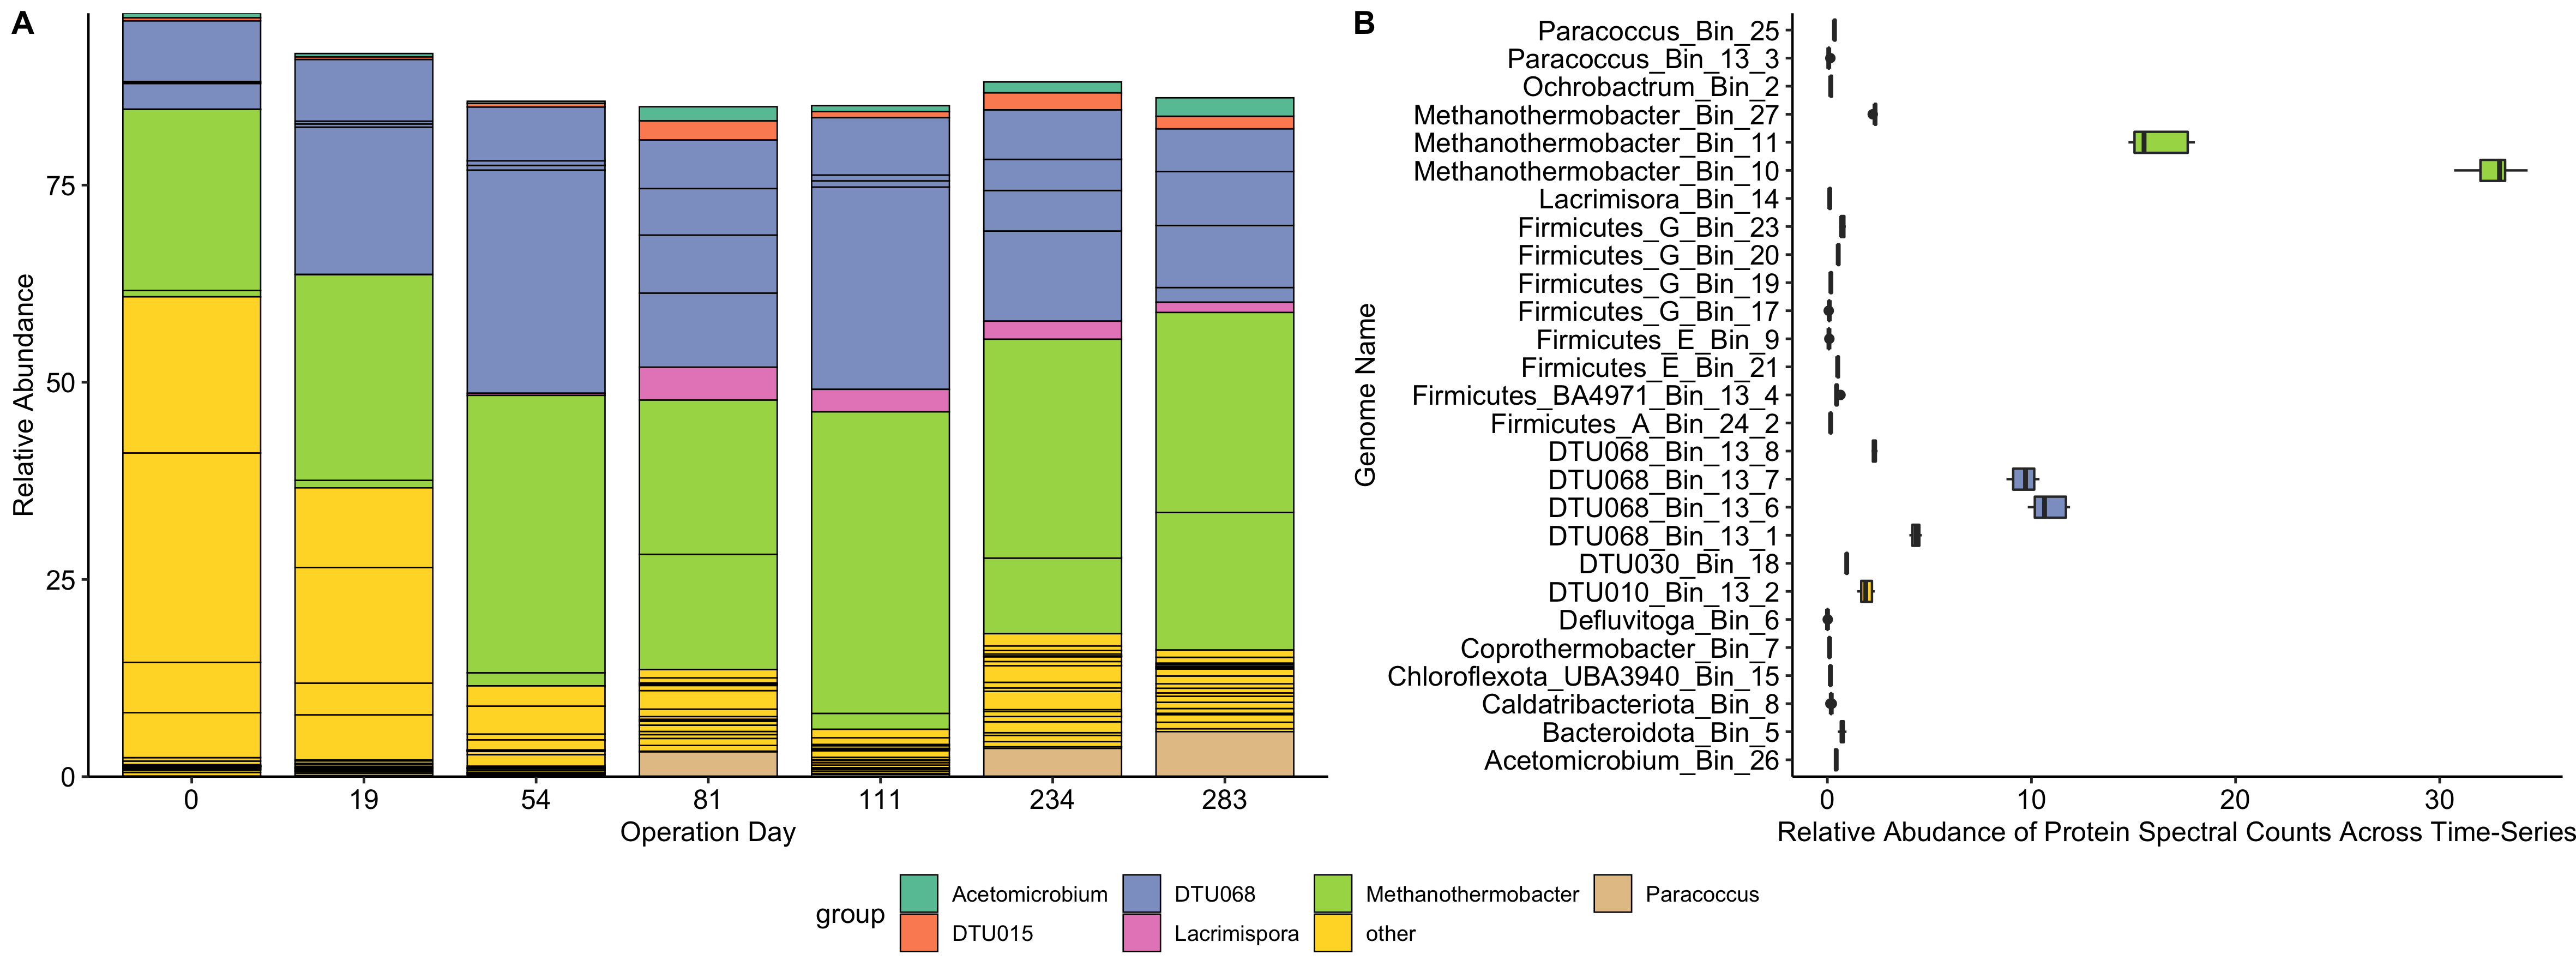 A
Relative Abundance
75
50
25
0
0 19 54 81 111 234 283
Operation Day
B
Genome Name
Paracoccus_Bin_25
Paracoccus_Bin_13_3
Ochrobactrum_Bin_2
Methanothermobacter_Bin_27
Methanothermobacter_Bin_11
Methanothermobacter_Bin_10
Lacrimisora_Bin_14
Firmicutes_G_Bin_23
Firmicutes_G_Bin_20
Firmicutes_G_Bin_19
Firmicutes_G_Bin_17
Firmicutes_E_Bin_9
Firmicutes_E_Bin_21
Firmicutes_BA4971_Bin_13_4
Firmicutes_A_Bin_24_2
DTU068_Bin_13_8
DTU068_Bin_13_7
DTU068_Bin_13_6
DTU068_Bin_13_1
DTU030_Bin_18
DTU010_Bin_13_2
Defluvitoga_Bin_6
Coprothermobacter_Bin_7
Chloroflexota_UBA3940_Bin_15
Caldatribacteriota_Bin_8
Bacteroidota_Bin_5
Acetomicrobium_Bin_26
0 10 20 30
Relative Abudance of Protein Spectral Counts Across Time-Series
group
Acetomicrobium DTU068 Methanothermobacter Paracoccus
DTU015 Lacrimispora other